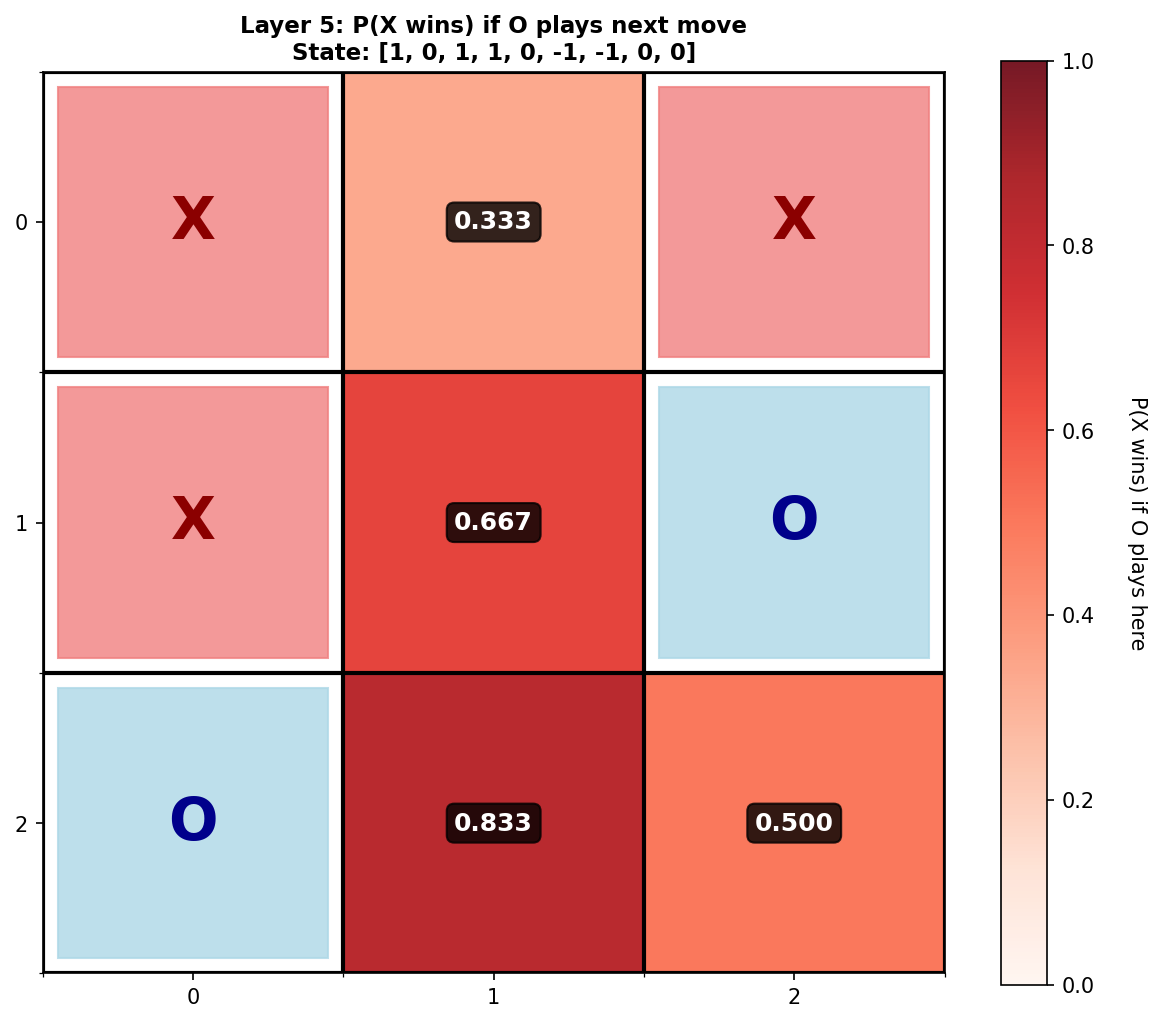 Layer 5: P(X wins) if O plays next move
State: [1, 0, 1, 1, 0, -1, -1, 0, 0]
0
X
0.333
X
1
X
0.667
O
2
O
0.833
0.500
0
1
2
1.0
0.8
0.6
0.4
0.2
0.0
P(X wins) if O plays here